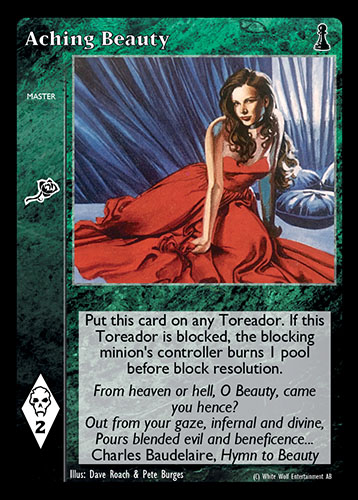 Aching Beauty
MASTER
Put this card on any Toreador. If this
Toreador is blocked, the blocking
minion's controller burns 1 pool
before block resolution.
From heaven or hell, O Beauty, came
you hence?
Out from your gaze, infernal and divine,
Pours blended evil and beneficence...
Charles Baudelaire, Hymn to Beauty
2
Illus: Dave Roach & Pete Burges
(C) White Wolf Entertainment AB